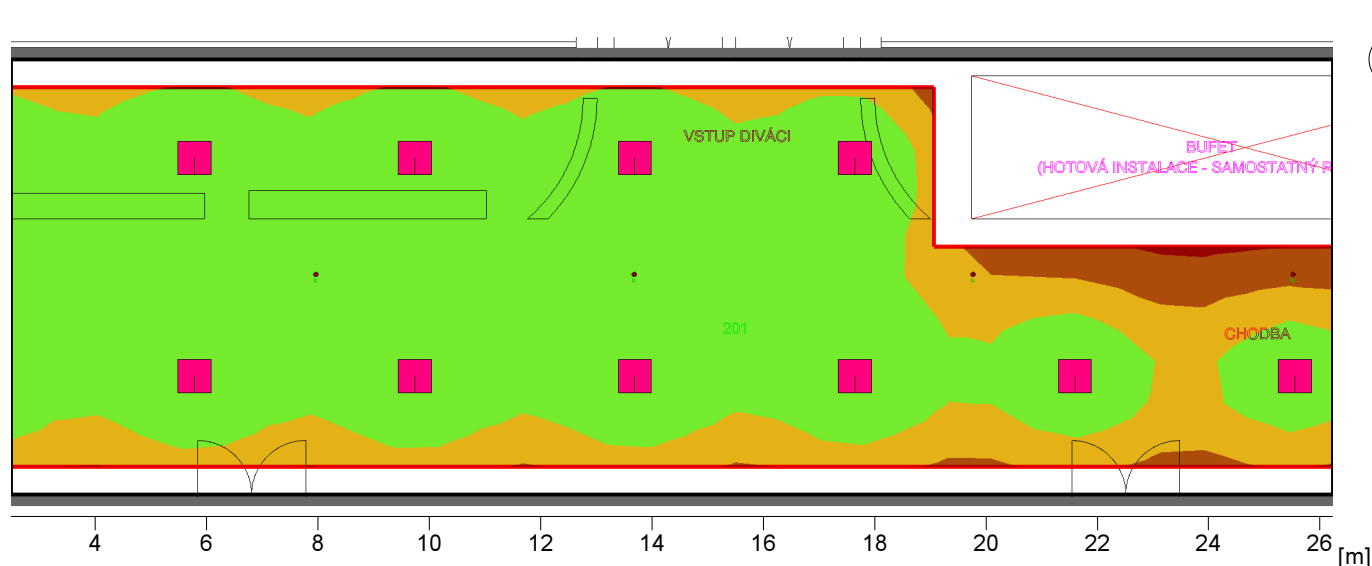 VSTUP DIVÁCI
BUFET
(HOTOVÁ INSTALACE - SAMOSTATNÝ R
201
CHODBA
4 6 8 10 12 14 16 18 20 22 24 26 [m]